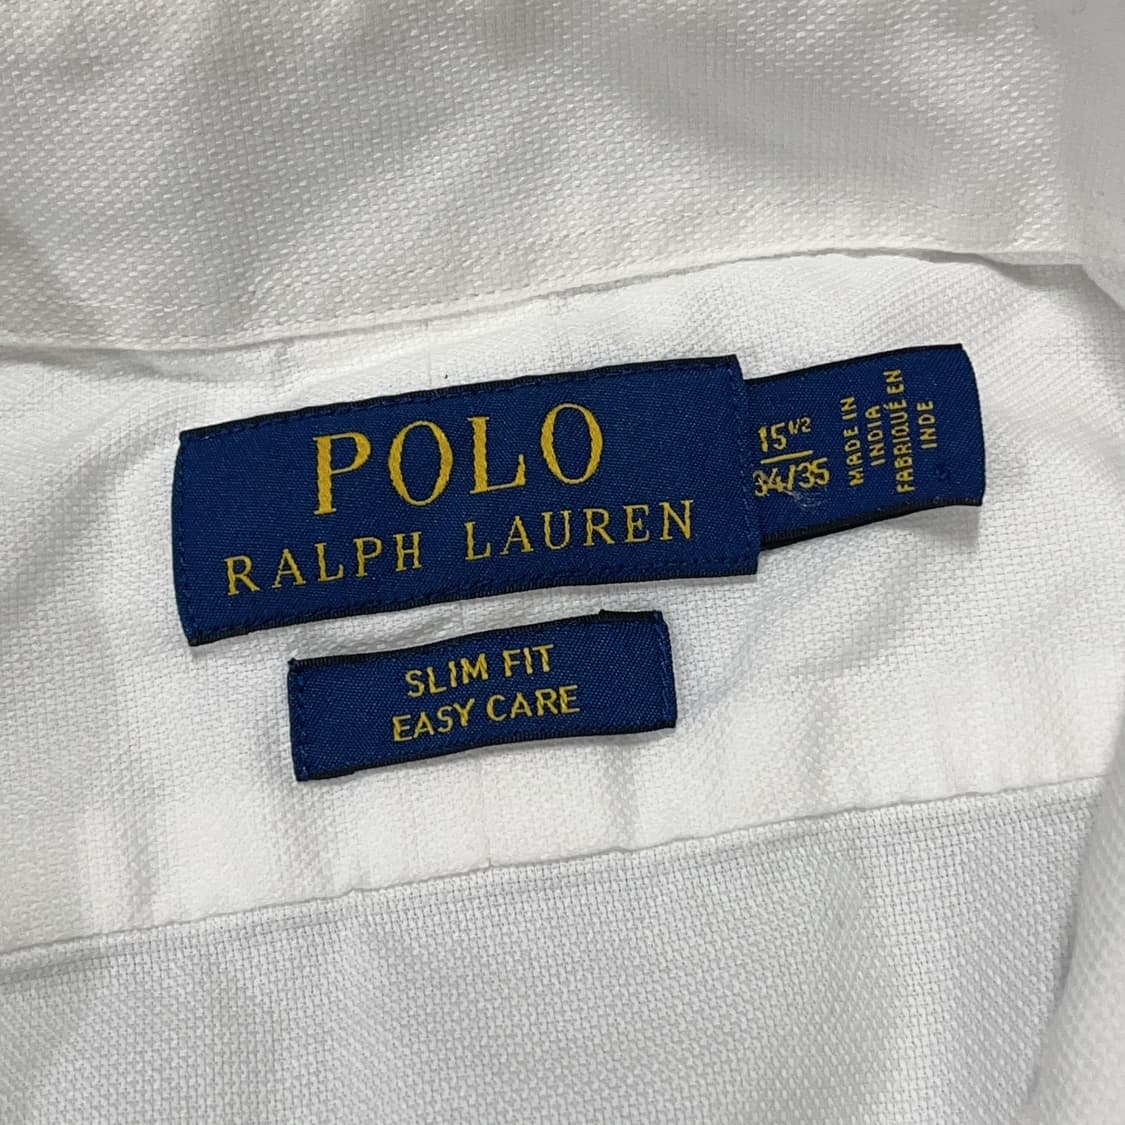 POLO
RALPH LAUREN
15 1/2
34/35
MADE IN
INDIA
FABRIQUÉ EN
INDE
SLIM FIT
EASY CARE